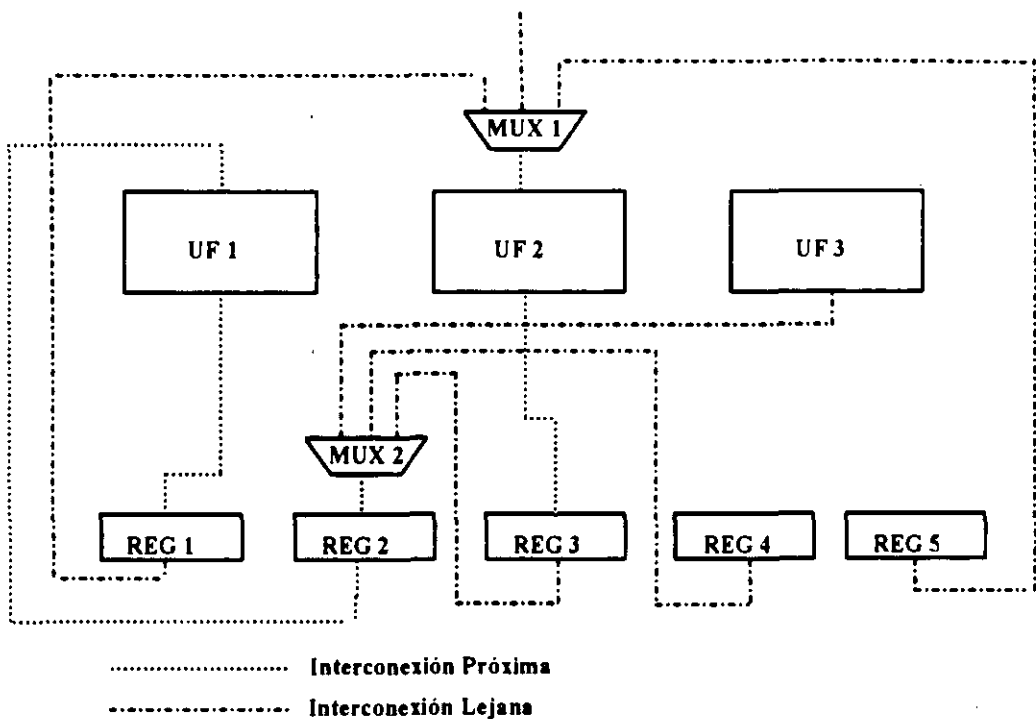 MUX 1
UF 1
UF 2
UF 3
MUX 2
REG 1
REG 2
REG 3
REG 4
REG 5
Interconexión Próxima
Interconexión Lejana